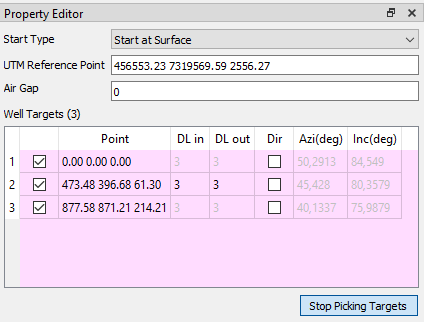 Property Editor
Start Type Start at Surface
UTM Reference Point 456553.23 7319569.59 2556.27
Air Gap 0
Well Targets (3)
Point DL in DL out Dir Azi(deg) Inc(deg)
1 0.00 0.00 0.00 3 3 50,2913 84,549
2 473.48 396.68 61.30 3 3 45,428 80,3579
3 877.58 871.21 214.21 3 3 40,1337 75,9879
Stop Picking Targets